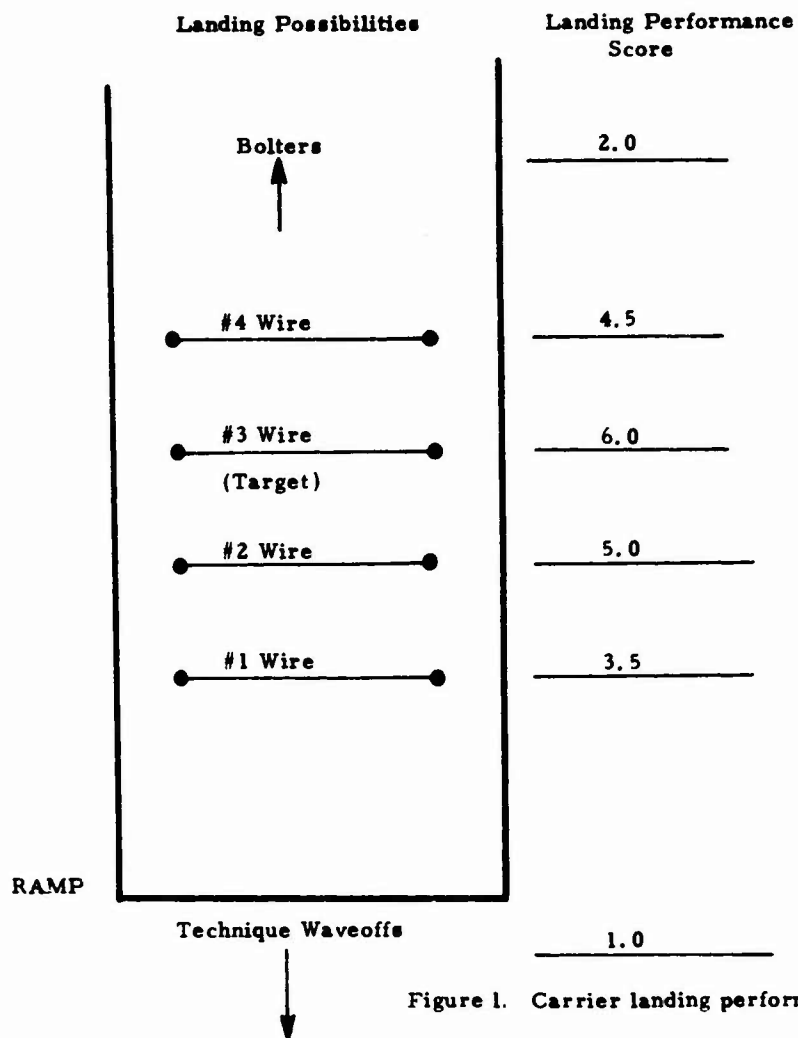 Landing Possibilities
Landing Performance
Score
Bolters
2.0
#4 Wire
4.5
#3 Wire
6.0
(Target)
#2 Wire
5.0
#1 Wire
3.5
RAMP
Technique Waveoffs
1.0
Figure 1. Carrier landing